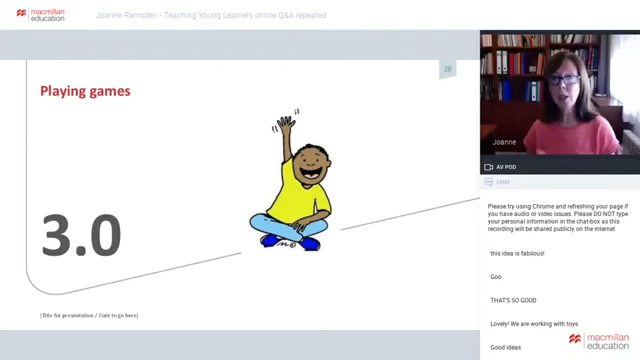 macmillan
education
Joanne Ramsden - Teaching Young Learners online Q&A repeated
28
Playing games
3.0
[Title for presentation / Date to go here]
Joanne
AV POD
CHAT
Please try using Chrome and refreshing your page
if you have audio or video issues. Please DO NOT type
your personal information in the chat-box as this
recording will be shared publicly on the internet.
this idea is fabilous!
Goo
THAT'S SO GOOD
Lovely! We are working with toys
Good ideas
macmillan
education